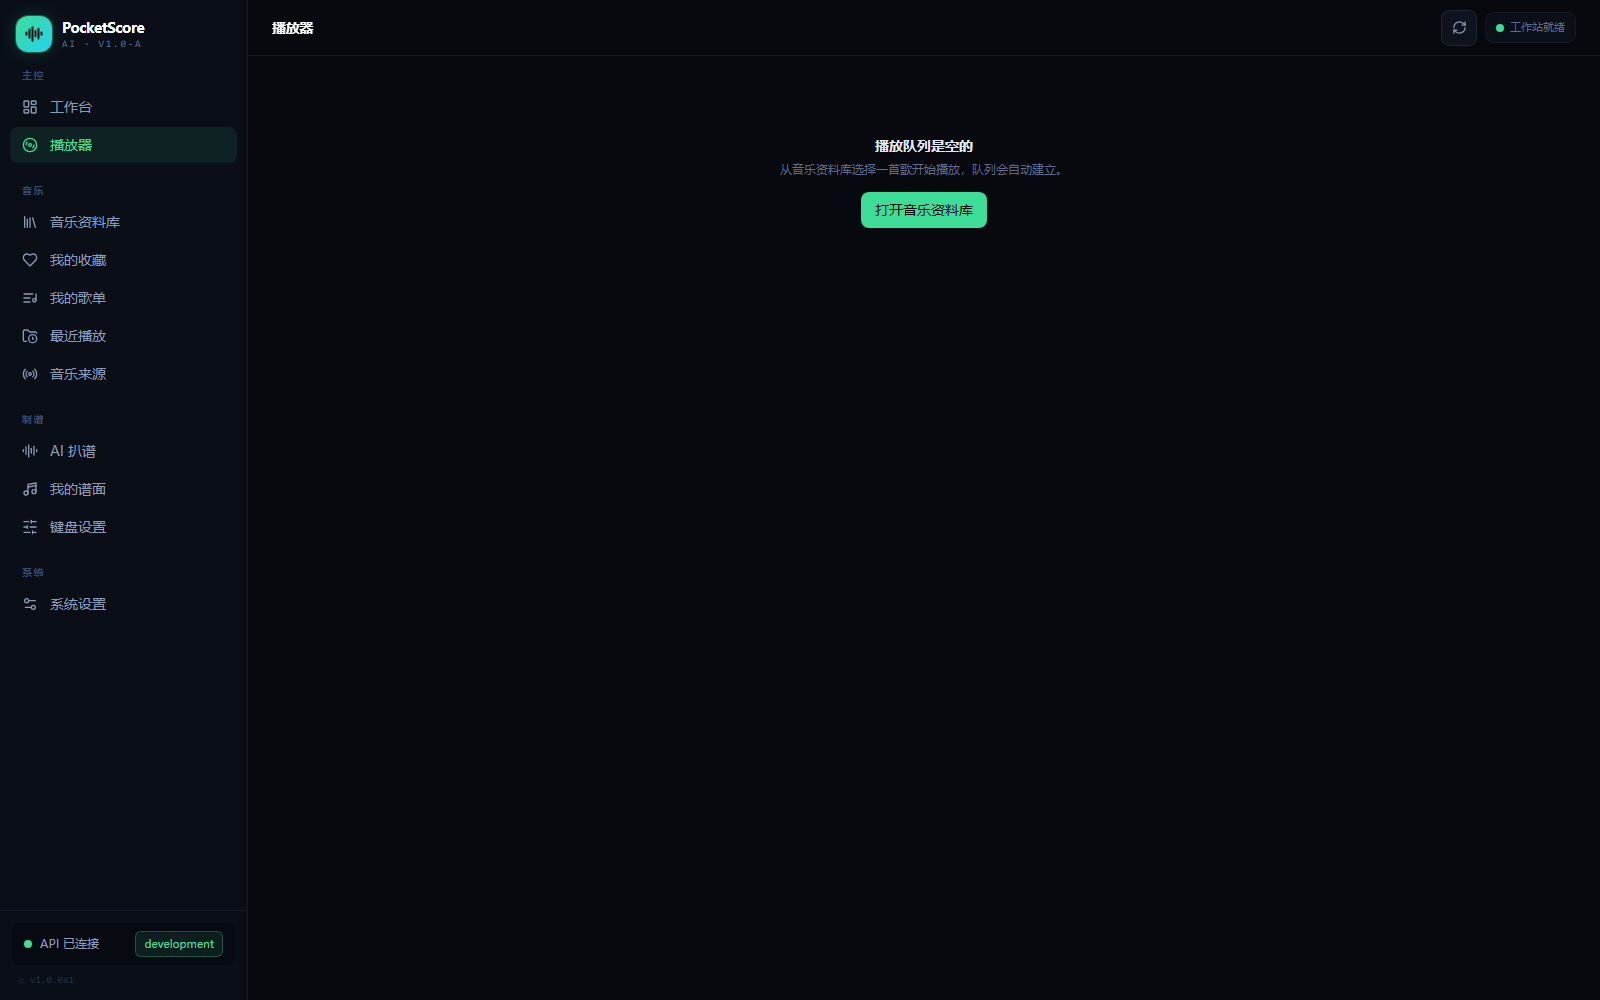 PocketScore
AI · V1.0-A
主控
工作台
播放器
音乐
音乐资料库
我的收藏
我的歌单
最近播放
音乐来源
制谱
AI 扒谱
我的谱面
键盘设置
系统
系统设置
API 已连接
development
v1.0.0a1
播放器
工作站就绪
播放队列是空的
从音乐资料库选择一首歌开始播放，队列会自动建立。
打开音乐资料库